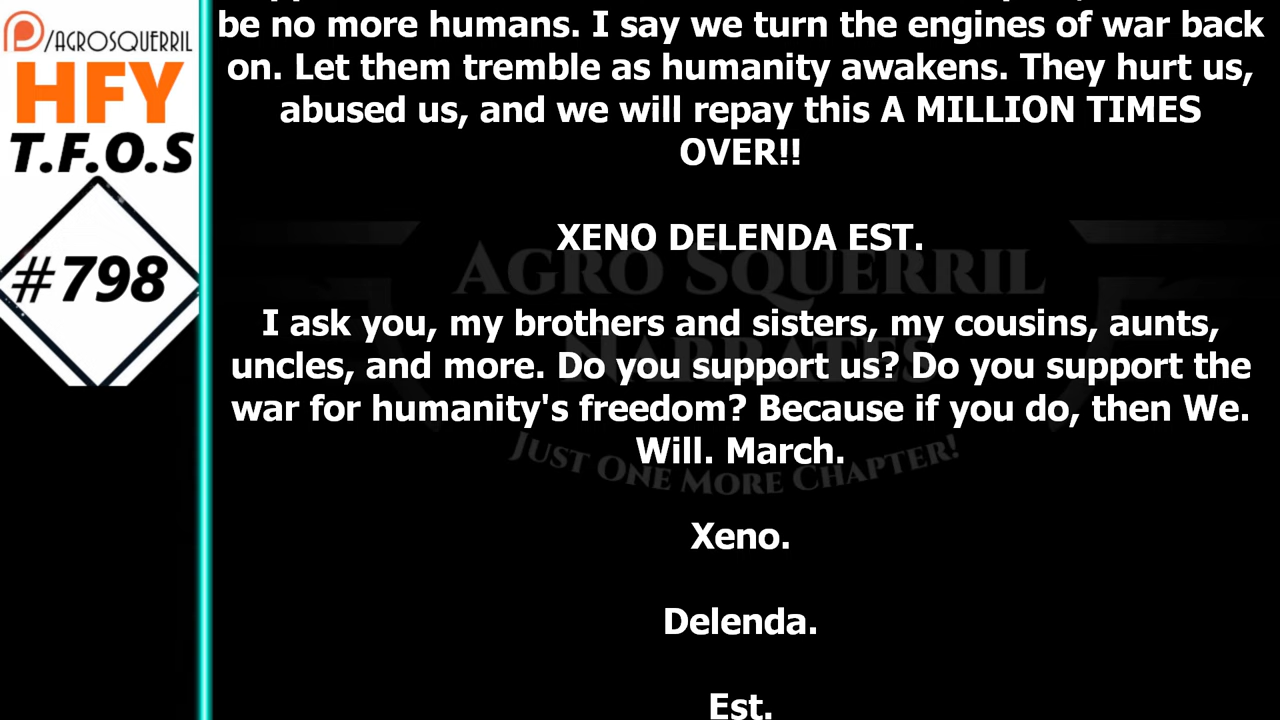 /AGROSQUERRIL
HFY
T.F.O.S
#798
be no more humans. I say we turn the engines of war back
on. Let them tremble as humanity awakens. They hurt us,
abused us, and we will repay this A MILLION TIMES
OVER!!
XENO DELENDA EST.
AGRO SQUERRIL
NARRATES
JUST ONE MORE CHAPTER!
I ask you, my brothers and sisters, my cousins, aunts,
uncles, and more. Do you support us? Do you support the
war for humanity's freedom? Because if you do, then We.
Will. March.
Xeno.
Delenda.
Est.